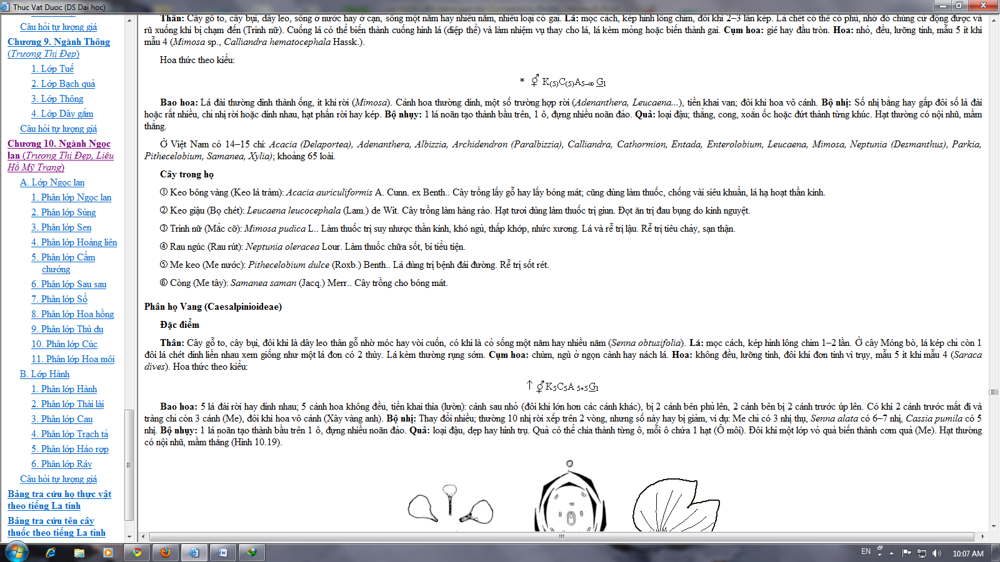 Thuc Vat Duoc (DS Dai hoc)
Câu hỏi tự lượng giá
Chương 9. Ngành Thông
(Trương Thị Đẹp)
1. Lớp Tuế
2. Lớp Bạch quả
3. Lớp Thông
4. Lớp Dây gắm
Câu hỏi tự lượng giá
Chương 10. Ngành Ngọc
lan (Trương Thị Đẹp, Liêu
Hồ Mỹ Trang)
A. Lớp Ngọc lan
1. Phân lớp Ngọc lan
2. Phân lớp Súng
3. Phân lớp Sen
4. Phân lớp Hoàng liên
5. Phân lớp Cẩm
chướng
6. Phân lớp Sau sau
7. Phân lớp Sổ
8. Phân lớp Hoa hồng
9. Phân lớp Thù du
10. Phân lớp Cúc
11. Phân lớp Hoa môi
B. Lớp Hành
1. Phân lớp Hành
2. Phân lớp Thài lài
3. Phân lớp Cau
4. Phân lớp Trạch tả
5. Phân lớp Háo rợp
6. Phân lớp Ráy
Câu hỏi tự lượng giá
Bảng tra cứu họ thực vật
theo tiếng La tinh
Bảng tra cứu tên cây
thuốc theo tiếng La tinh
Thân: Cây gỗ to, cây bụi, dây leo, sống ở nước hay ở cạn, sống một năm hay nhiều năm, nhiều loại có gai. Lá: mọc cách, kép hình lông chim, đôi khi 2–3 lần kép. Lá chét có thể có phù, nhờ đó chúng cử động được và
rũ xuống khi bị chạm đến (Trinh nữ). Cuống lá có thể biến thành cuống hình lá (diệp thể) và làm nhiệm vụ thay cho lá, lá kèm mỏng hoặc biến thành gai. Cụm hoa: gié hay đầu tròn. Hoa: nhỏ, đều, lưỡng tính, mẫu 5 ít khi
mẫu 4 (Mimosa sp., Calliandra hematocephala Hassk.).
Hoa thức theo kiểu:
* ⚥ K(5)C(5)A5–∞ G1
Bao hoa: Lá đài thường dính thành ống, ít khi rời (Mimosa). Cánh hoa thường dính, một số trường hợp rời (Adenanthera, Leucaena...), tiền khai van; đôi khi hoa vô cánh. Bộ nhị: Số nhị bằng hay gấp đôi số lá đài
hoặc rất nhiều, chỉ nhị rời hoặc dính nhau, hạt phấn rời hay kép. Bộ nhụy: 1 lá noãn tạo thành bầu trên, 1 ô, đựng nhiều noãn đảo. Quả: loại đậu; thẳng, cong, xoắn ốc hoặc đứt thành từng khúc. Hạt thường có nội nhũ, mầm
thẳng.
Ở Việt Nam có 14–15 chi: Acacia (Delaportea), Adenanthera, Albizzia, Archidendron (Paralbizzia), Calliandra, Cathormion, Entada, Enterolobium, Leucaena, Mimosa, Neptunia (Desmanthus), Parkia,
Pithecelobium, Samanea, Xylia); khoảng 65 loài.
Cây trong họ
① Keo bông vàng (Keo lá tràm): Acacia auriculiformis A. Cunn. ex Benth.. Cây trồng lấy gỗ hay lấy bóng mát; cũng dùng làm thuốc, chống vài siêu khuẩn, lá hạ hoạt thần kinh.
② Keo giậu (Bọ chét): Leucaena leucocephala (Lam.) de Wit. Cây trồng làm hàng rào. Hạt tươi dùng làm thuốc trị giun. Đọt ăn trị đau bụng do kinh nguyệt.
③ Trinh nữ (Mắc cỡ): Mimosa pudica L.. Làm thuốc trị suy nhược thần kinh, khó ngủ, thấp khớp, nhức xương. Lá và rễ trị lậu. Rễ trị tiêu chảy, sạn thận.
④ Rau ngúc (Rau rút): Neptunia oleracea Lour. Làm thuốc chữa sốt, bí tiểu tiện.
⑤ Me keo (Me nước): Pithecelobium dulce (Roxb.) Benth.. Lá dùng trị bệnh đái đường. Rễ trị sốt rét.
⑥ Còng (Me tây): Samanea saman (Jacq.) Merr.. Cây trồng cho bóng mát.
Phân họ Vang (Caesalpinioideae)
Đặc điểm
Thân: Cây gỗ to, cây bụi, đôi khi là dây leo thân gỗ nhờ móc hay vòi cuốn, có khi là cỏ sống một năm hay nhiều năm (Senna obtusifolia). Lá: mọc cách, kép hình lông chim 1–2 lần. Ở cây Móng bò, lá kép chỉ còn 1
đôi lá chét dính liền nhau xem giống như một lá đơn có 2 thùy. Lá kèm thường rụng sớm. Cụm hoa: chùm, ngù ở ngọn cành hay nách lá. Hoa: không đều, lưỡng tính, đôi khi đơn tính vì trụy, mẫu 5 ít khi mẫu 4 (Saraca
dives). Hoa thức theo kiểu:
↑ ⚥K5C5A 5+5G1
Bao hoa: 5 lá đài rời hay dính nhau; 5 cánh hoa không đều, tiền khai thìa (lườn): cánh sau nhỏ (đôi khi lớn hơn các cánh khác), bị 2 cánh bên phủ lên, 2 cánh bên bị 2 cánh trước úp lên. Có khi 2 cánh trước mất đi và
tràng chỉ còn 3 cánh (Me), đôi khi hoa vô cánh (Xây vàng anh). Bộ nhị: Thay đổi nhiều; thường 10 nhị rời xếp trên 2 vòng, nhưng số này hay bị giảm, ví dụ: Me chỉ có 3 nhị thụ, Senna alata có 6–7 nhị, Cassia pumila có 5
nhị. Bộ nhụy: 1 lá noãn tạo thành bầu trên 1 ô, đựng nhiều noãn đảo. Quả: loại đậu, dẹp hay hình trụ. Quả có thể chia thành từng ô, mỗi ô chứa 1 hạt (Ô môi). Đôi khi một lớp vỏ quả biến thành cơm quả (Me). Hạt thường
có nội nhũ, mầm thẳng (Hình 10.19).
EN
10:07 AM